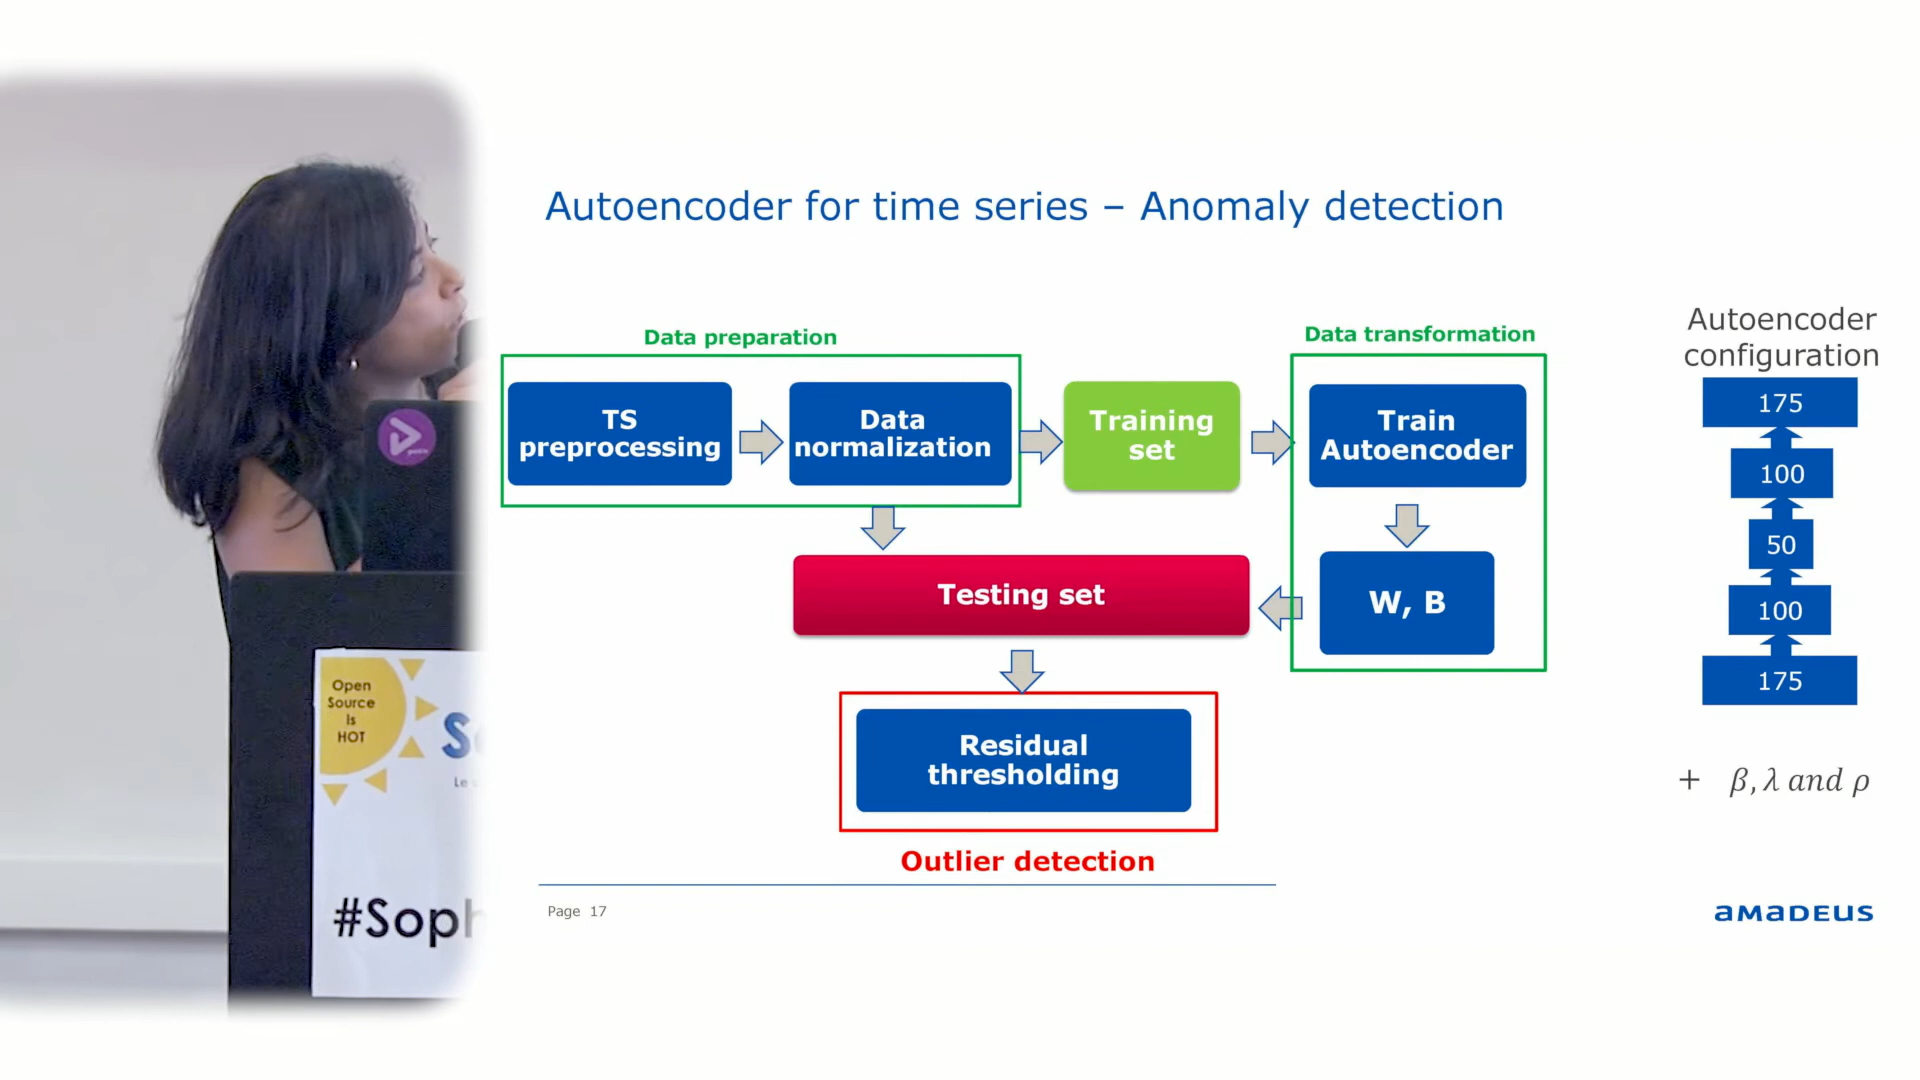 Autoencoder for time series – Anomaly detection
Data preparation
TS
preprocessing
Data
normalization
Training
set
Data transformation
Train
Autoencoder
W, B
Testing set
Residual
thresholding
Outlier detection
Autoencoder
configuration
175
100
50
100
175
+ β, λ and ρ
Page 17
aMaDEUS
Open
Source
is
HOT
S
Le
#Soph